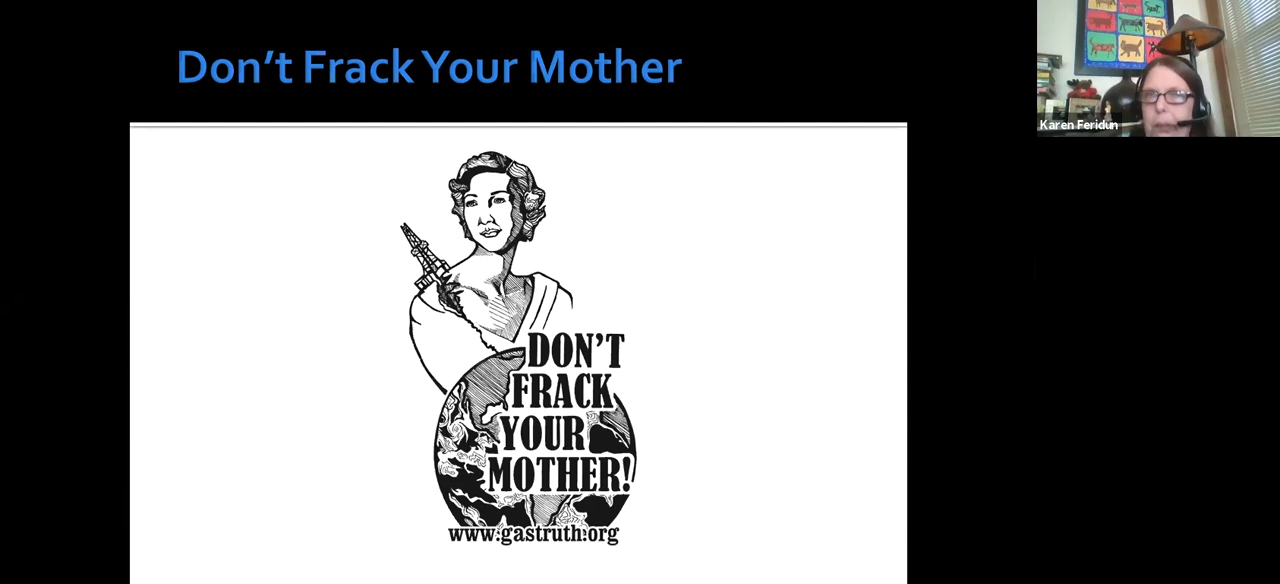 Don't Frack Your Mother
Karen Feridun
DON'T
FRACK
YOUR
MOTHER!
www.gastruth.org